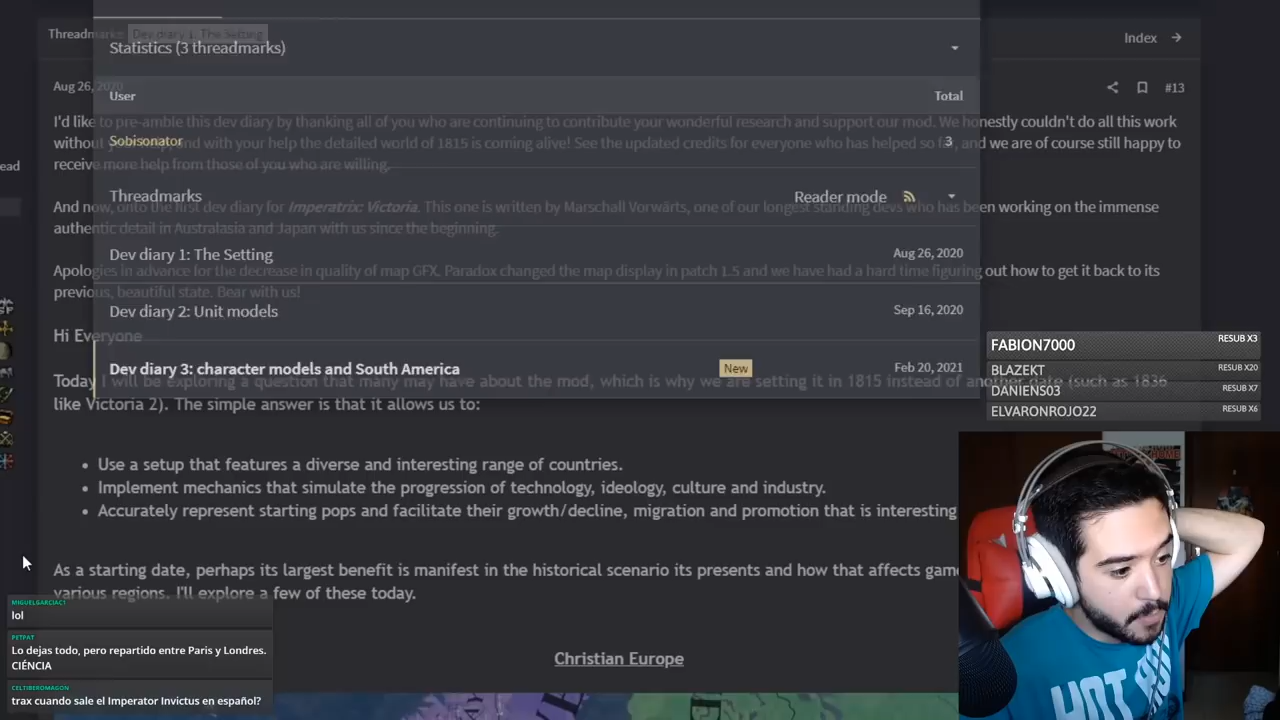 Threadmarks
Dev diary 1: The Setting
Statistics (3 threadmarks)
Index
Aug 26, 2020
#13
User
Total
I'd like to pre-amble this dev diary by thanking all of you who are continuing to contribute your wonderful research and support our mod. We honestly couldn't do all this work
Sobisonator
3
and with your help the detailed world of 1815 is coming alive! See the updated credits for everyone who has helped so far, and we are of course still happy to
receive more help from those of you who are willing.
Threadmarks
Reader mode
And now, onto the first dev diary for Imperatrix Victoria. This one is written by Marschall Vorwärts, one of our longest standing devs who has been working on the immense
authentic detail in Australasia and Japan with us since the beginning.
Dev diary 1: The Setting
Aug 26, 2020
Apologies in advance for the decrease in quality of map GFX. Paradox changed the map display in patch 1.5 and we have had a hard time figuring out how to get it back to its
previous, beautiful state. Bear with us!
Dev diary 2: Unit models
Sep 16, 2020
Hi Everyone
Dev diary 3: character models and South America
New
Feb 20, 2021
Today I will be exploring a question that many may have about the mod, which is why we are setting it in 1815 instead of another date (such as 1836
like Victoria 2). The simple answer is that it allows us to:
• Use a setup that features a diverse and interesting range of countries.
• Implement mechanics that simulate the progression of technology, ideology, culture and industry.
• Accurately represent starting pops and facilitate their growth/decline, migration and promotion that is interesting
As a starting date, perhaps its largest benefit is manifest in the historical scenario its presents and how that affects game
various regions. I'll explore a few of these today.
Christian Europe
ead
FABION7000
RESUB X3
BLAZEKT
RESUB X20
DANIENS03
RESUB X7
ELVARONROJO22
RESUB X6
MIGUELGARCIAC1
lol
PETPAT
Lo dejas todo, pero repartido entre Paris y Londres.
CIÉNCIA
CELTIBEROMAGON
trax cuando sale el Imperator Invictus en español?
HOT